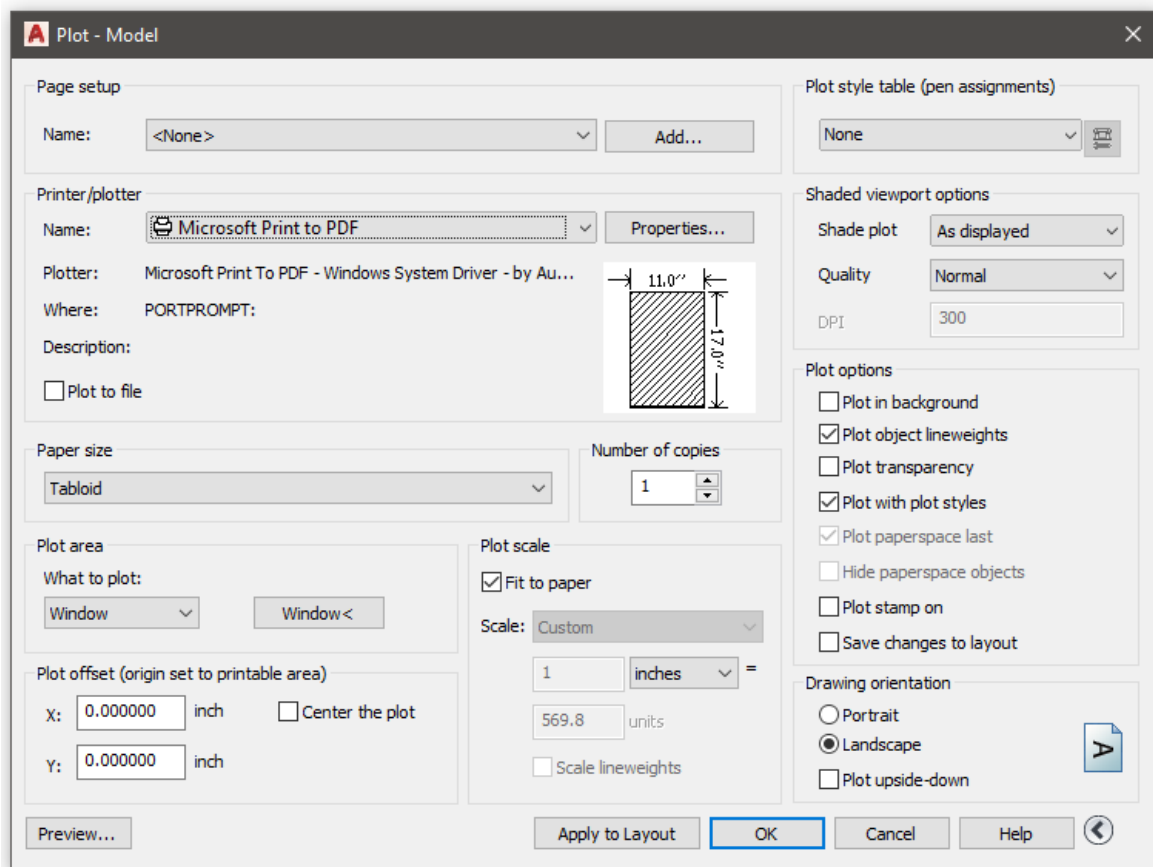 Plot - Model
Page setup
Name: <None> Add...
Plot style table (pen assignments)
None
Printer/plotter
Name: Microsoft Print to PDF Properties...
Plotter: Microsoft Print To PDF - Windows System Driver - by Au...
Where: PORTPROMPT:
Description:
Plot to file
11.0″
17.0″
Shaded viewport options
Shade plot As displayed
Quality Normal
DPI 300
Paper size
Tabloid
Number of copies
1
Plot options
Plot in background
Plot object lineweights
Plot transparency
Plot with plot styles
Plot paperspace last
Hide paperspace objects
Plot stamp on
Save changes to layout
Plot area
What to plot:
Window Window<
Plot scale
Fit to paper
Scale: Custom
1 inches =
569.8 units
Scale lineweights
Plot offset (origin set to printable area)
X: 0.000000 inch Center the plot
Y: 0.000000 inch
Drawing orientation
Portrait
Landscape
Plot upside-down
A
Preview... Apply to Layout OK Cancel Help